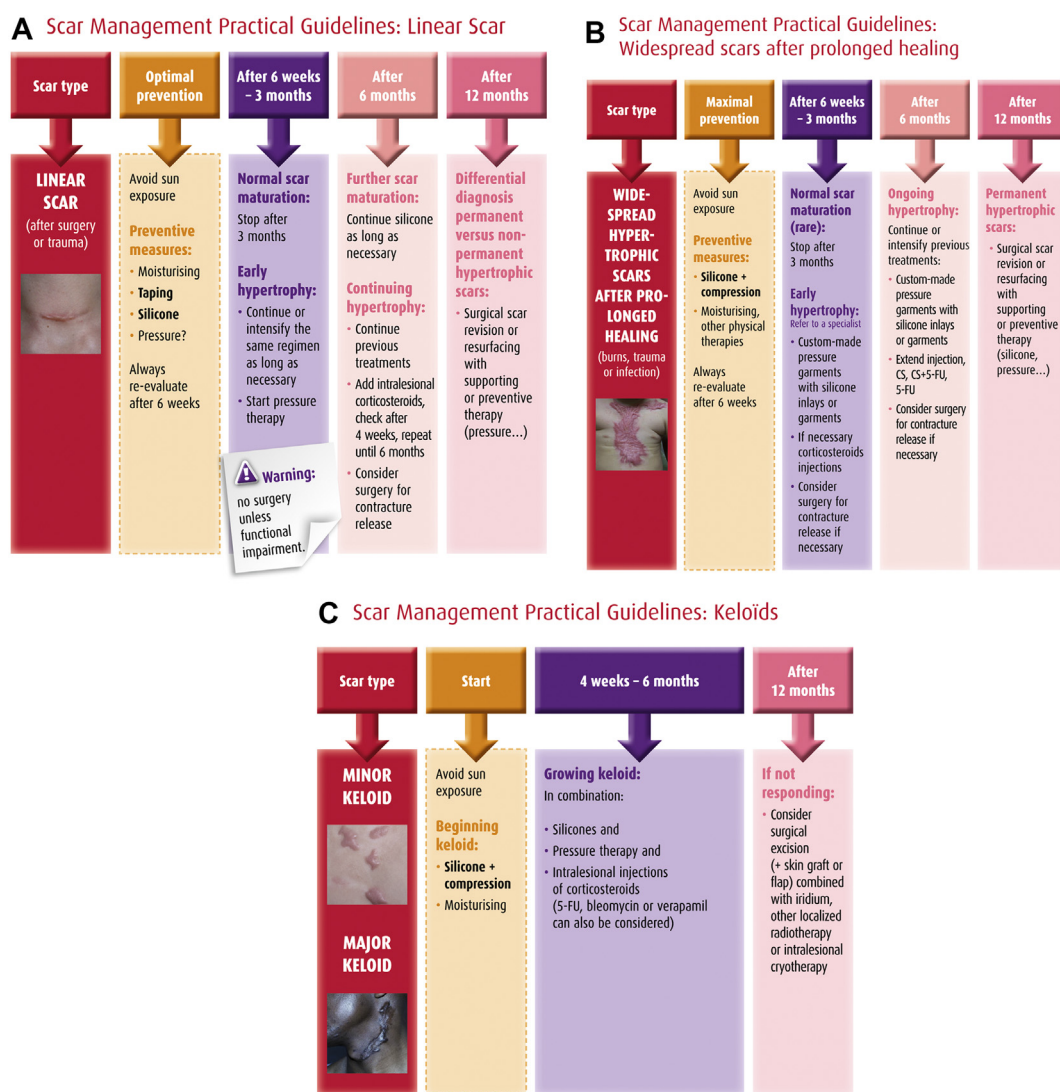 A Scar Management Practical Guidelines: Linear Scar
Scar type
Optimal
prevention
After 6 weeks
– 3 months
After
6 months
After
12 months
LINEAR
SCAR
(after surgery
or trauma)
Avoid sun
exposure
Preventive
measures:
• Moisturising
• Taping
• Silicone
• Pressure?
Always
re-evaluate
after 6 weeks
Normal scar
maturation:
Stop after
3 months
Early
hypertrophy:
• Continue or
intensify the
same regimen
as long as
necessary
• Start pressure
therapy
Warning:
no surgery
unless
functional
impairment.
Further scar
maturation:
Continue silicone
as long as
necessary
Continuing
hypertrophy:
• Continue
previous
treatments
• Add intralesional
corticosteroids,
check after
4 weeks, repeat
until 6 months
• Consider
surgery for
contracture
release
Differential
diagnosis
permanent
versus non-
permanent
hypertrophic
scars:
• Surgical scar
revision or
resurfacing
with
supporting
or preventive
therapy
(pressure...)
B Scar Management Practical Guidelines:
Widespread scars after prolonged healing
Scar type
Maximal
prevention
After 6 weeks
– 3 months
After
6 months
After
12 months
WIDE-
SPREAD
HYPER-
TROPHIC
SCARS
AFTER PRO-
LONGED
HEALING
(burns, trauma
or infection)
Avoid sun
exposure
Preventive
measures:
• Silicone +
compression
• Moisturising,
other physical
therapies
Always
re-evaluate
after 6 weeks
Normal scar
maturation
(rare):
Stop after
3 months
Early
hypertrophy:
Refer to a specialist
• Custom-made
pressure
garments
with silicone
inlays or
garments
• If necessary
corticosteroids
injections
• Consider
surgery for
contracture
release if
necessary
Ongoing
hypertrophy:
Continue or
intensify previous
treatments:
• Custom-made
pressure
garments with
silicone inlays
or garments
• Extend injection,
CS, CS+5-FU,
5-FU
• Consider surgery
for contracture
release if
necessary
Permanent
hypertrophic
scars:
• Surgical scar
revision or
resurfacing
with
supporting
or preventive
therapy
(silicone,
pressure...)
C Scar Management Practical Guidelines: Keloïds
Scar type
Start
4 weeks – 6 months
After
12 months
MINOR
KELOID
MAJOR
KELOID
Avoid sun
exposure
Beginning
keloid:
• Silicone +
compression
• Moisturising
Growing keloid:
In combination:
• Silicones and
• Pressure therapy and
• Intralesional injections
of corticosteroids
(5-FU, bleomycin or verapamil
can also be considered)
If not
responding:
• Consider
surgical
excision
(+ skin graft or
flap) combined
with iridium,
other localized
radiotherapy
or intralesional
cryotherapy